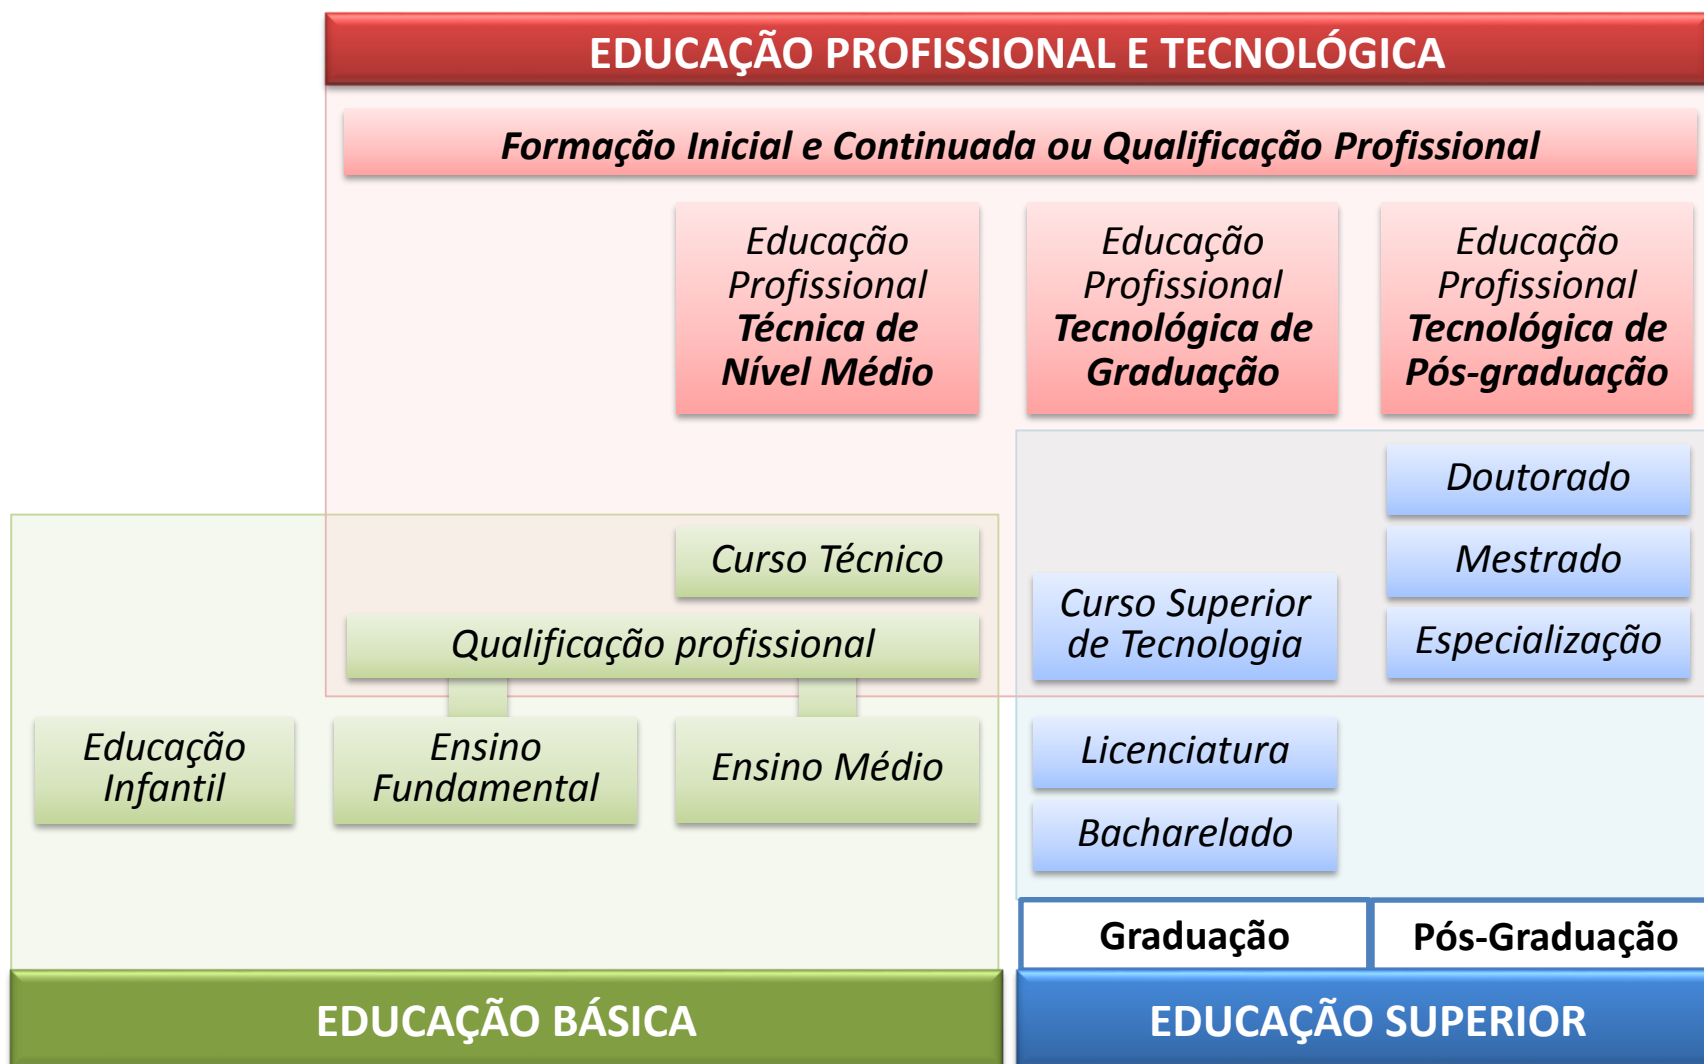 EDUCAÇÃO PROFISSIONAL E TECNOLÓGICA
Formação Inicial e Continuada ou Qualificação Profissional
Educação
Profissional
Técnica de
Nível Médio
Educação
Profissional
Tecnológica de
Graduação
Educação
Profissional
Tecnológica de
Pós-graduação
Doutorado
Curso Técnico
Mestrado
Curso Superior
de Tecnologia
Qualificação profissional
Especialização
Educação
Infantil
Ensino
Fundamental
Ensino Médio
Licenciatura
Bacharelado
Graduação
Pós-Graduação
EDUCAÇÃO BÁSICA
EDUCAÇÃO SUPERIOR